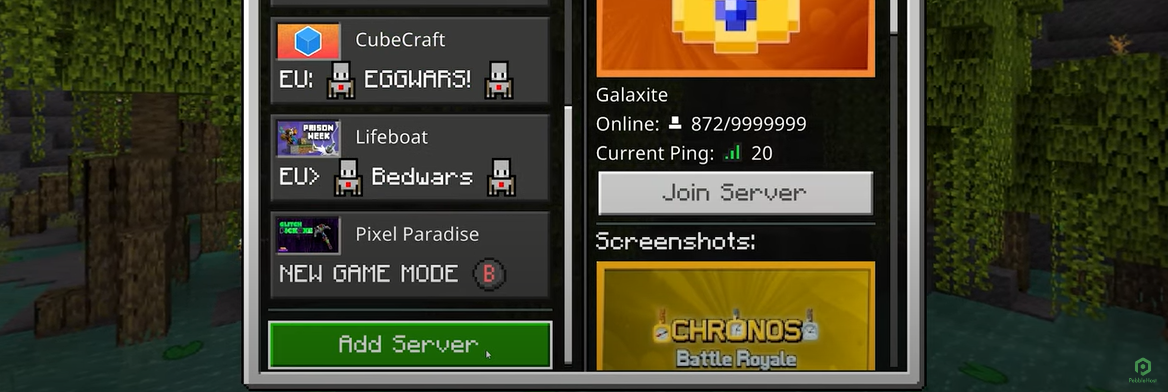 CubeCraft
EU: EGGWARS!
PRISON WEEK
Lifeboat
EU> Bedwars
Pixel Paradise
NEW GAME MODE B
Add Server
Galaxite
Online: 872/9999999
Current Ping: 20
Join Server
Screenshots:
CHRONOS
Battle Royale
PebbleHost